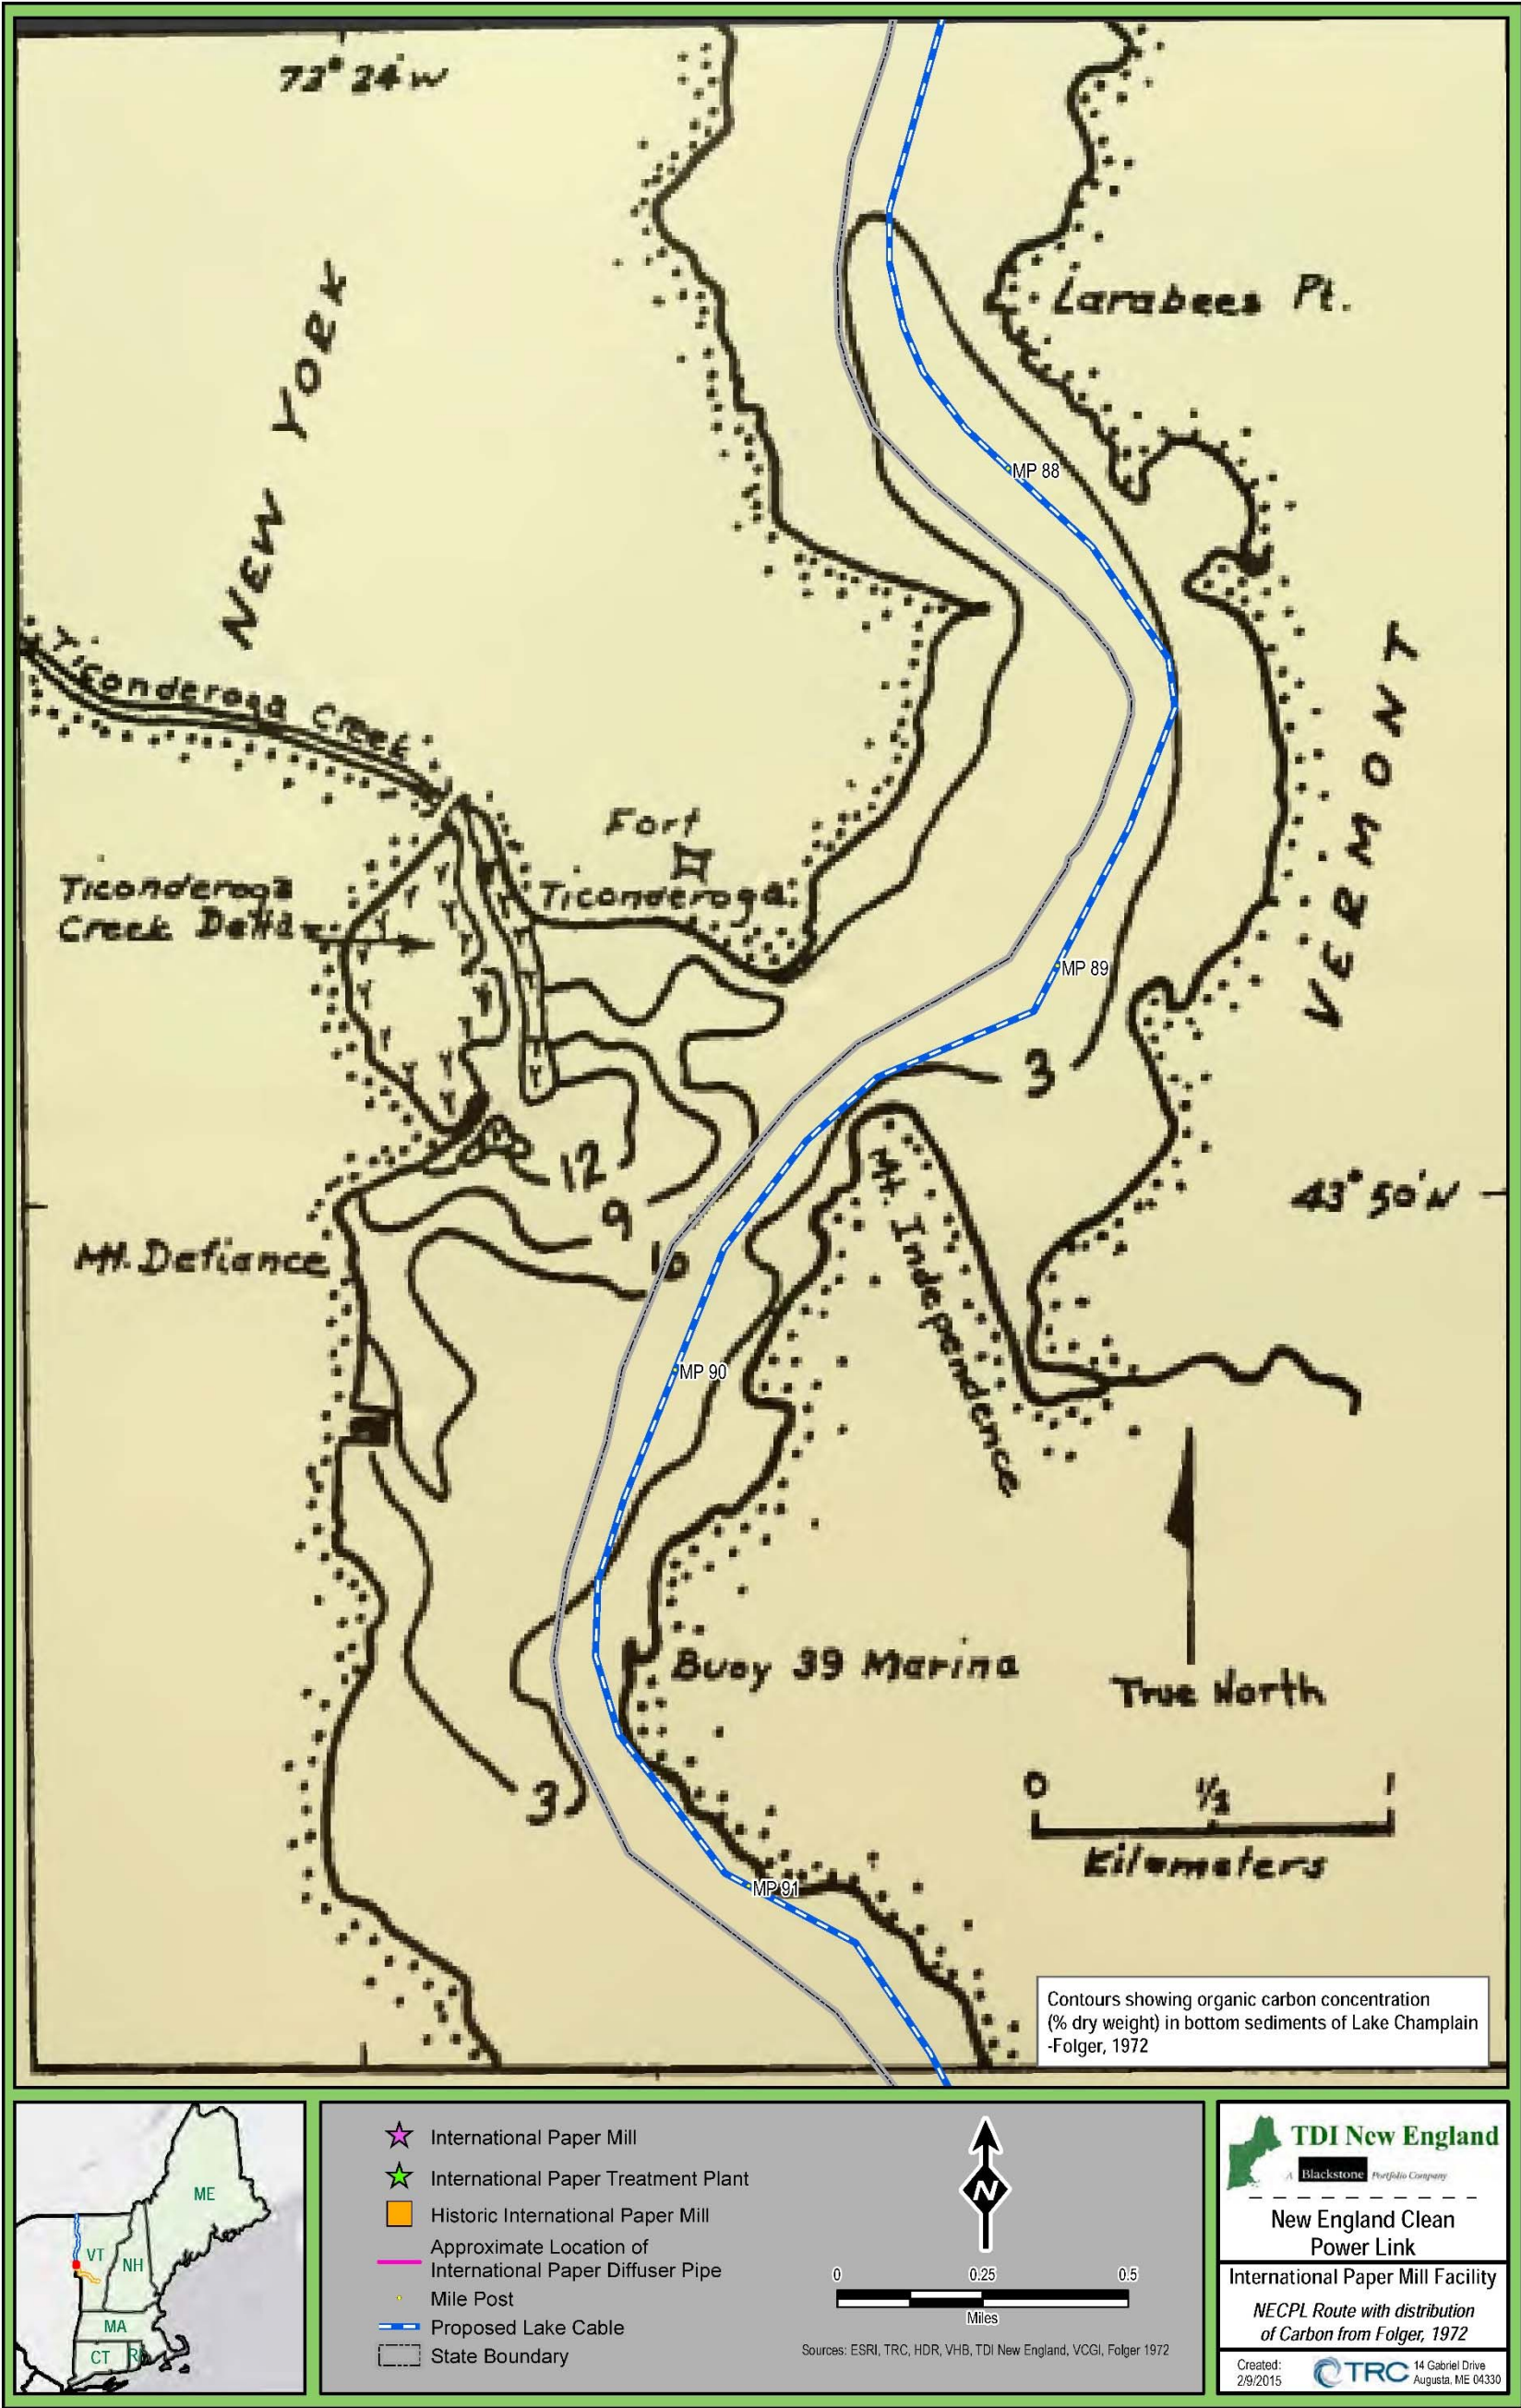 73° 24' W
Larabees Pt.
NEW YORK
MP 88
Ticonderoga Creek
VERMONT
Fort
Ticonderoga
Ticonderoga
Creek Delta
MP 89
3
12
9
43° 50' N
Mt. Defiance
Mt. Independence
MP 90
Buoy 39 Marina
True North
3
0 ½ 1
Kilometers
MP 91
Contours showing organic carbon concentration
(% dry weight) in bottom sediments of Lake Champlain
-Folger, 1972
ME
VT
NH
MA
CT
International Paper Mill
International Paper Treatment Plant
Historic International Paper Mill
Approximate Location of
International Paper Diffuser Pipe
Mile Post
Proposed Lake Cable
State Boundary
N
0 0.25 0.5
Miles
Sources: ESRI, TRC, HDR, VHB, TDI New England, VCGI, Folger 1972
TDI New England
A Blackstone Portfolio Company
New England Clean
Power Link
International Paper Mill Facility
NECPL Route with distribution
of Carbon from Folger, 1972
Created:
2/9/2015
TRC
14 Gabriel Drive
Augusta, ME 04330